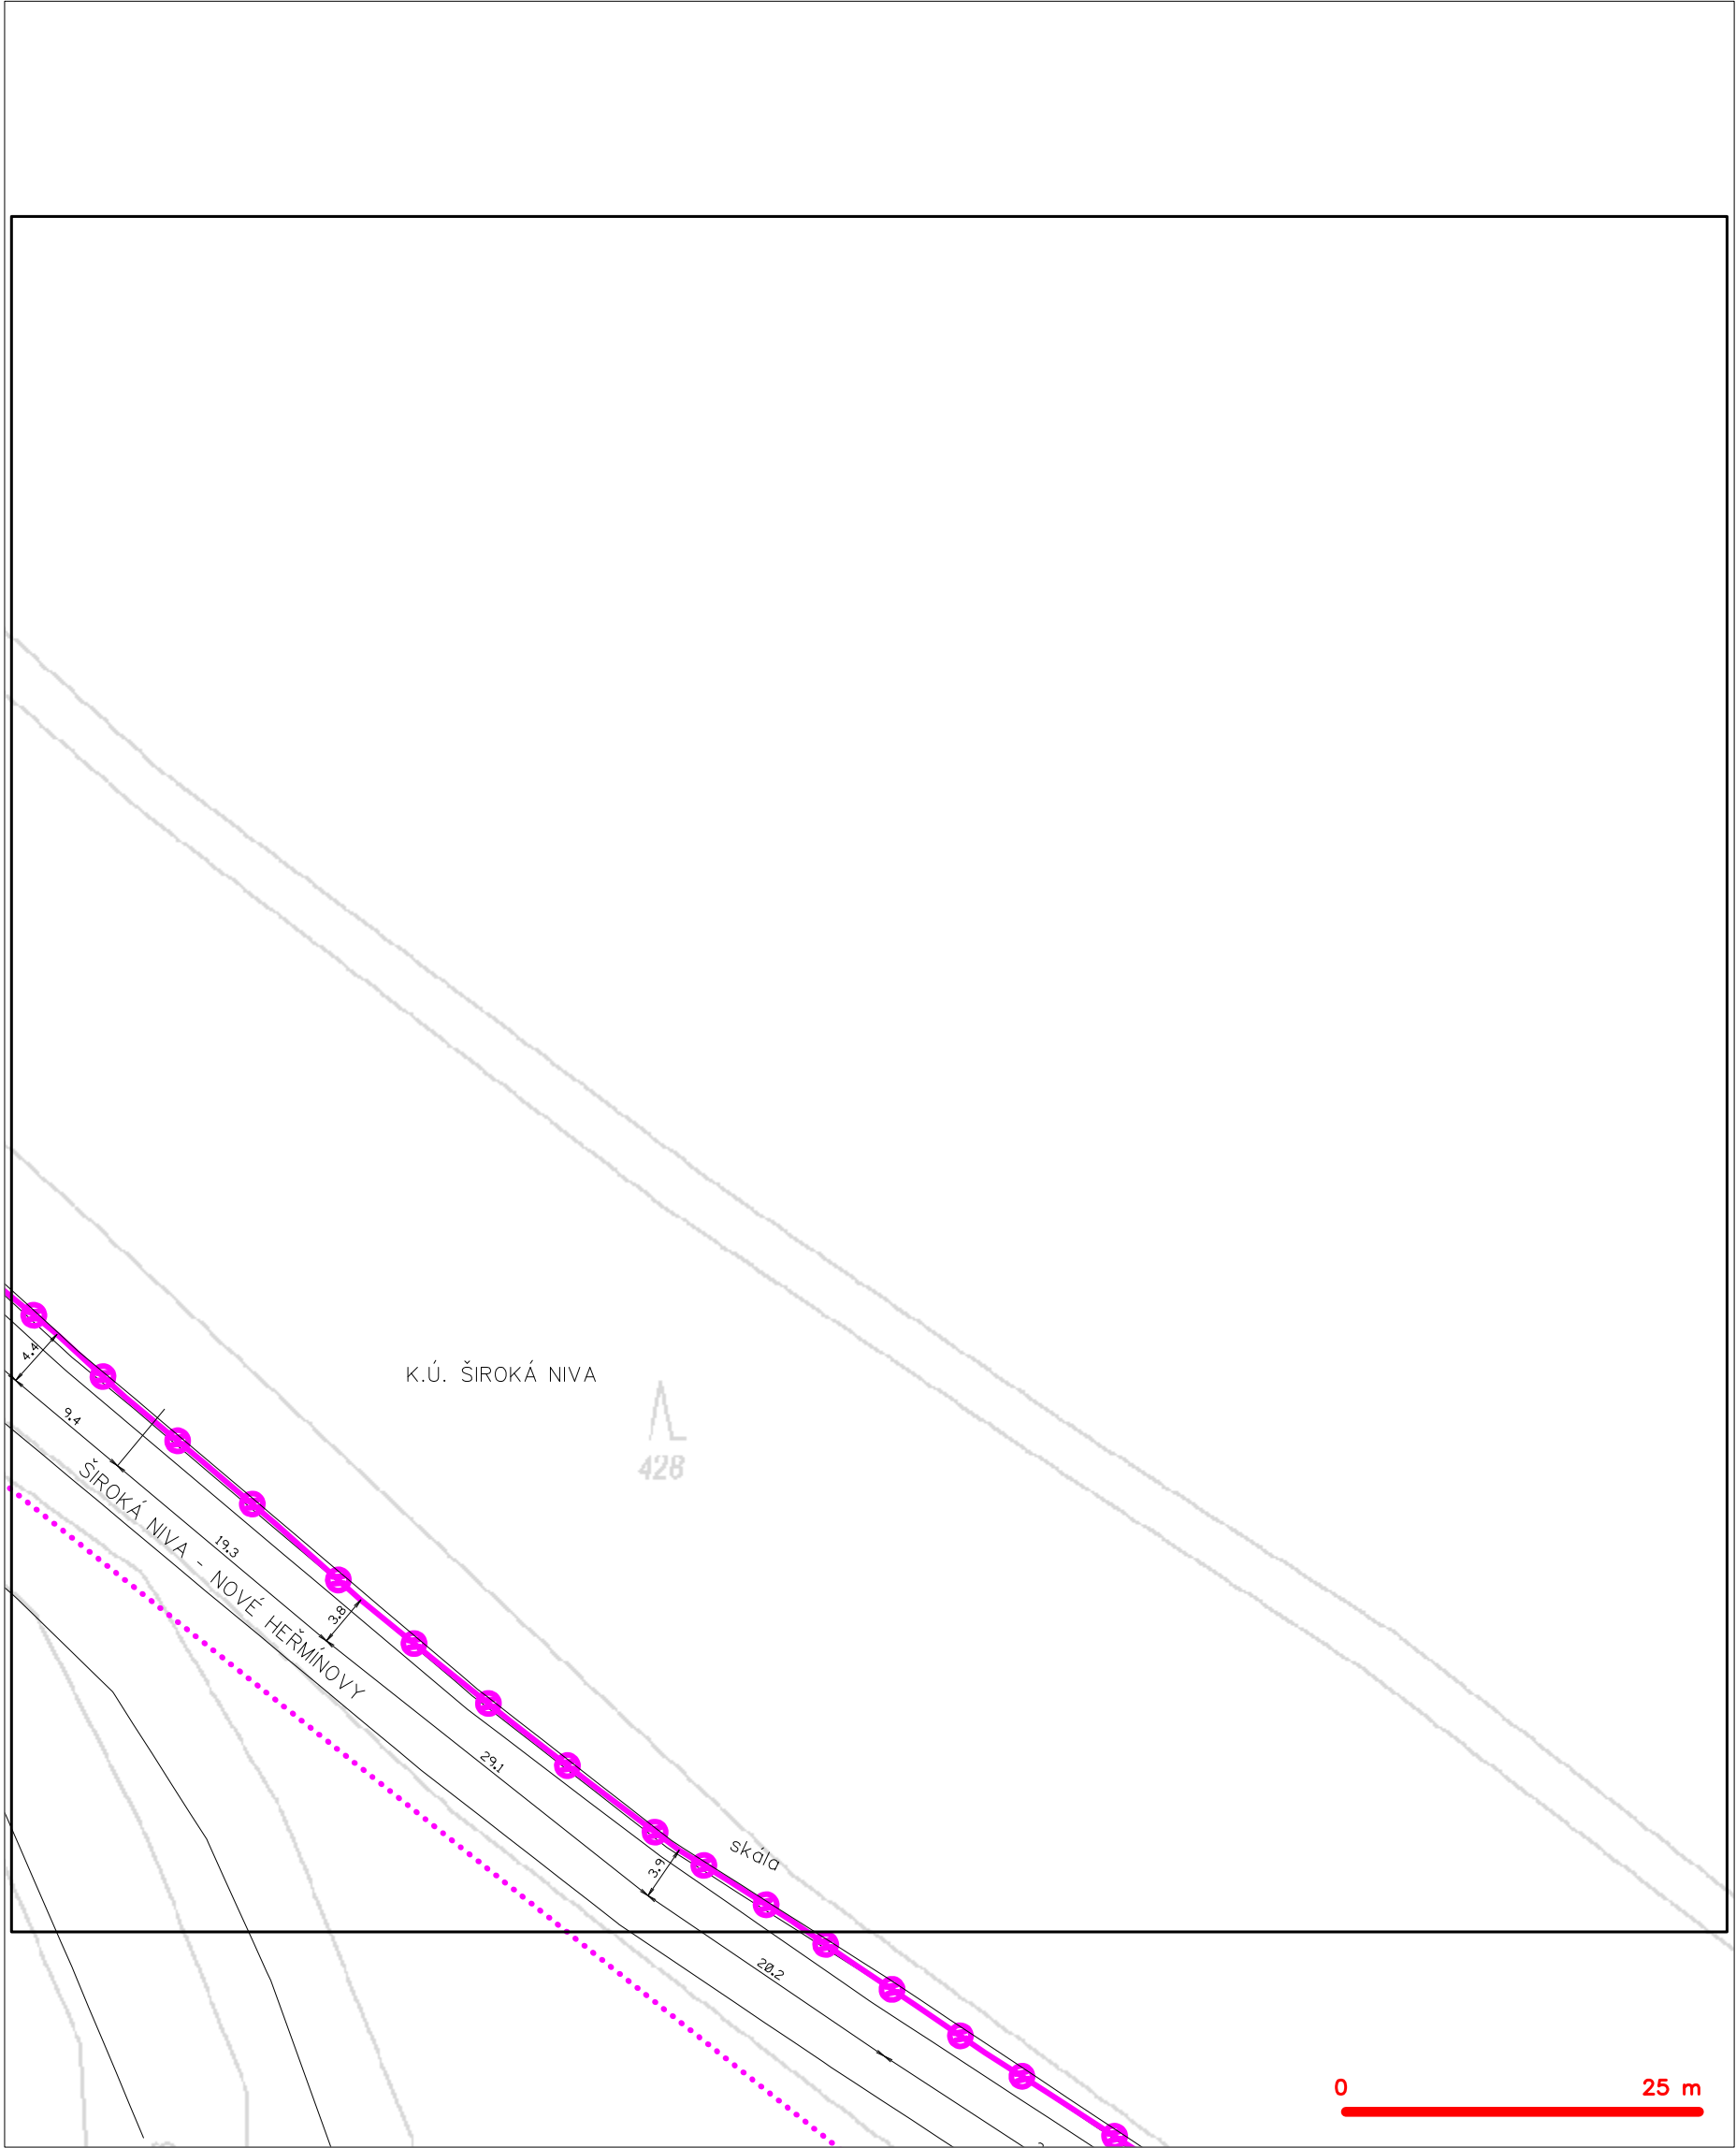 K.Ú. ŠIROKÁ NIVA
4.4
9.4
428
ŠIROKÁ NIVA - NOVÉ HEŘMÍNOVY
19.3
3.8
29.1
skála
3.9
20.2
0 25 m